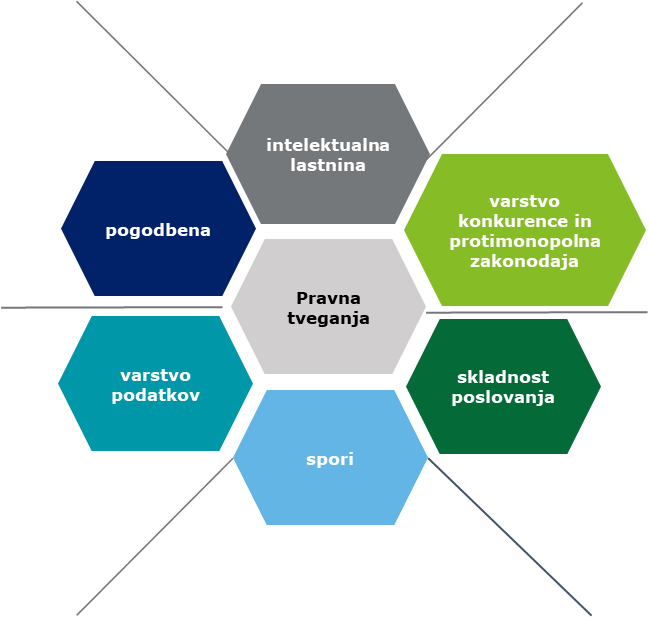 intelektualna
lastnina
varstvo
konkurence in
protimonopolna
zakonodaja
pogodbena
Pravna
tveganja
varstvo
podatkov
skladnost
poslovanja
spori